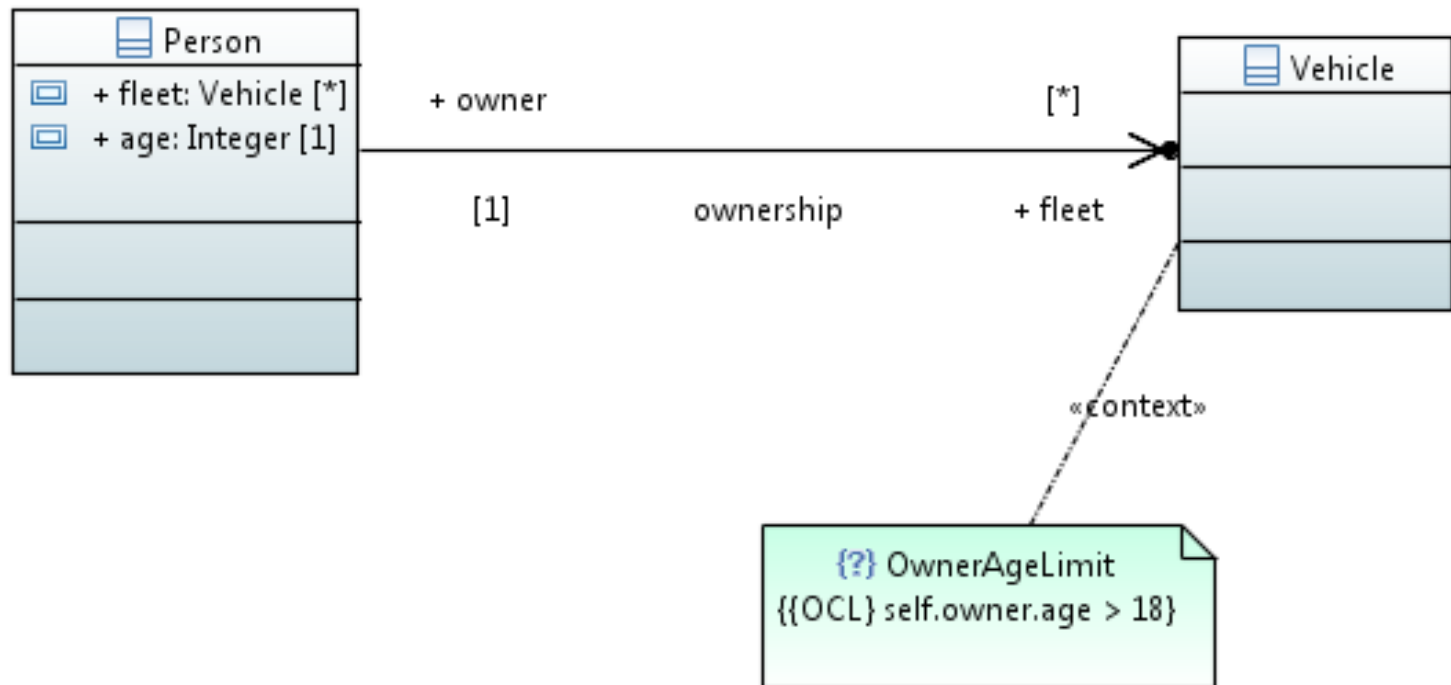 Person
+ fleet: Vehicle [*]
+ age: Integer [1]
+ owner
[*]
[1]
ownership
+ fleet
Vehicle
«context»
{?} OwnerAgeLimit
{{OCL} self.owner.age > 18}